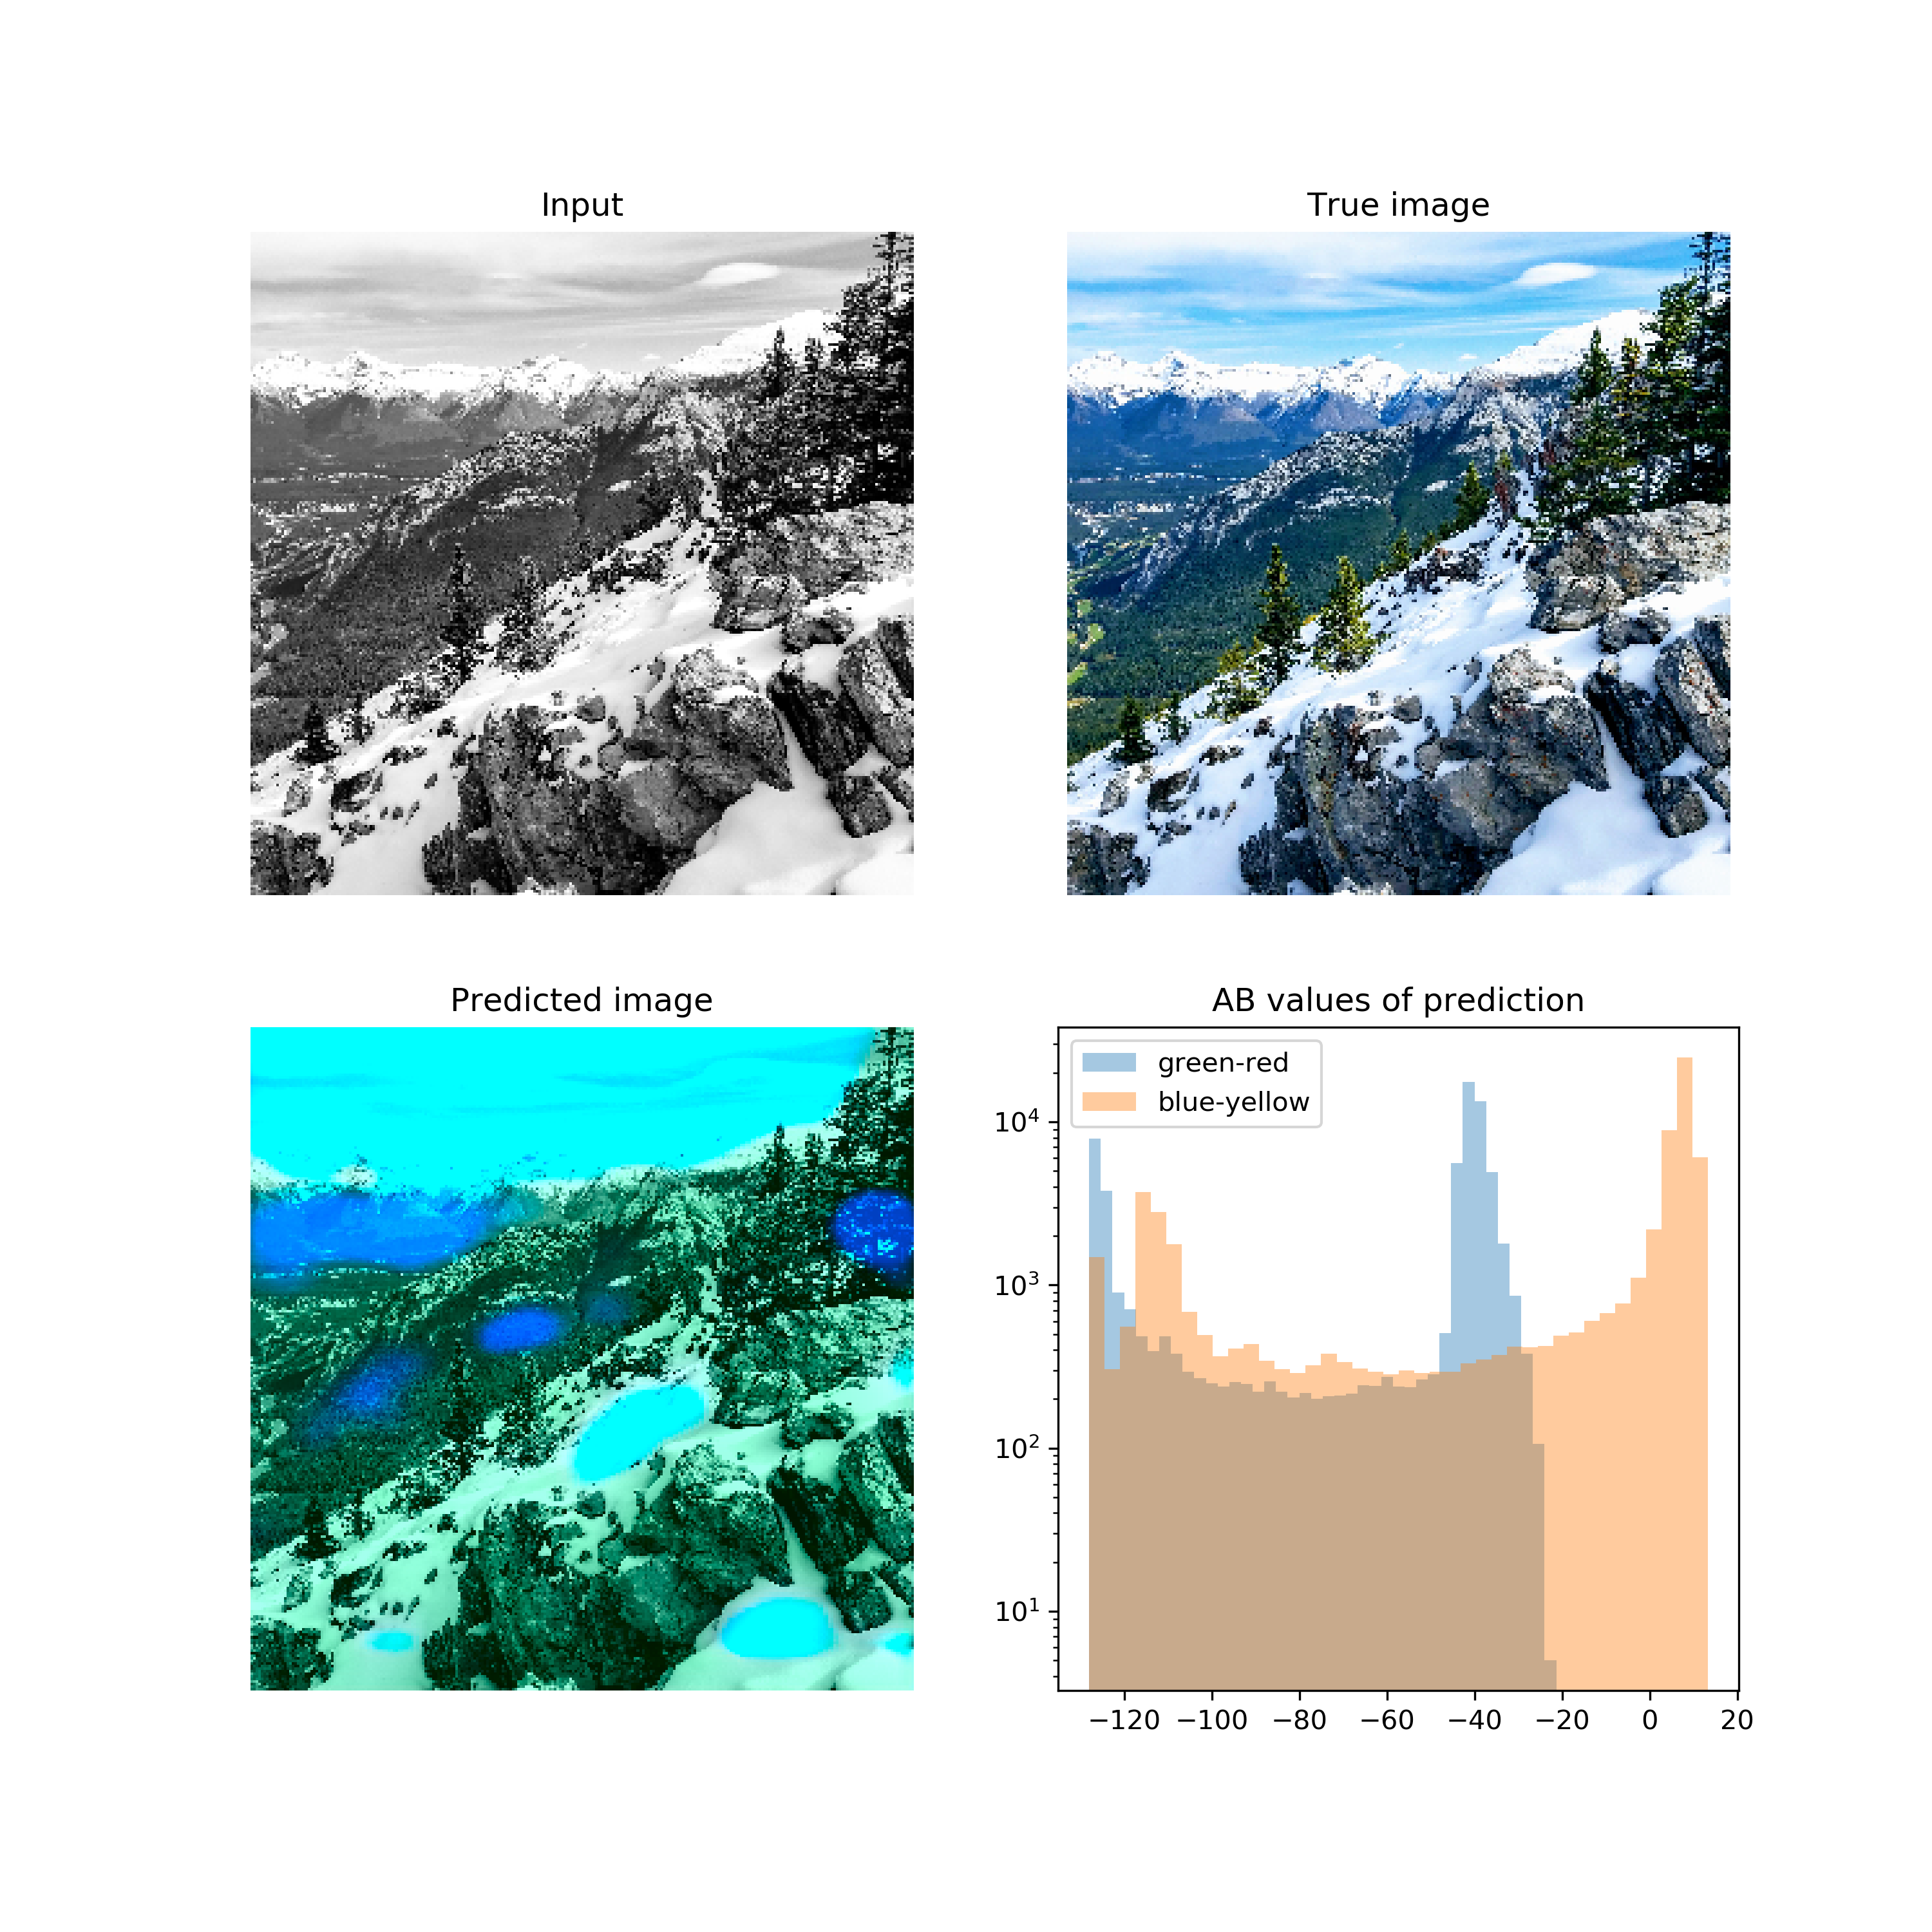 Input
True image
Predicted image
AB values of prediction
green-red
blue-yellow
10⁴
10³
10²
10¹
−120 −100 −80 −60 −40 −20 0 20